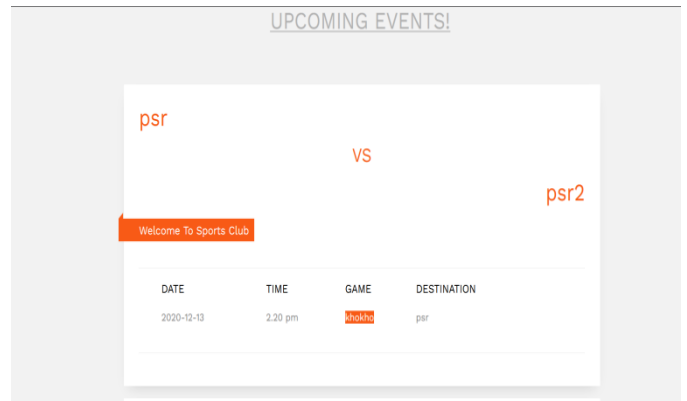 UPCOMING EVENTS!
psr
VS
psr2
Welcome To Sports Club
DATE TIME GAME DESTINATION
2020-12-13 2.20 pm khokho psr